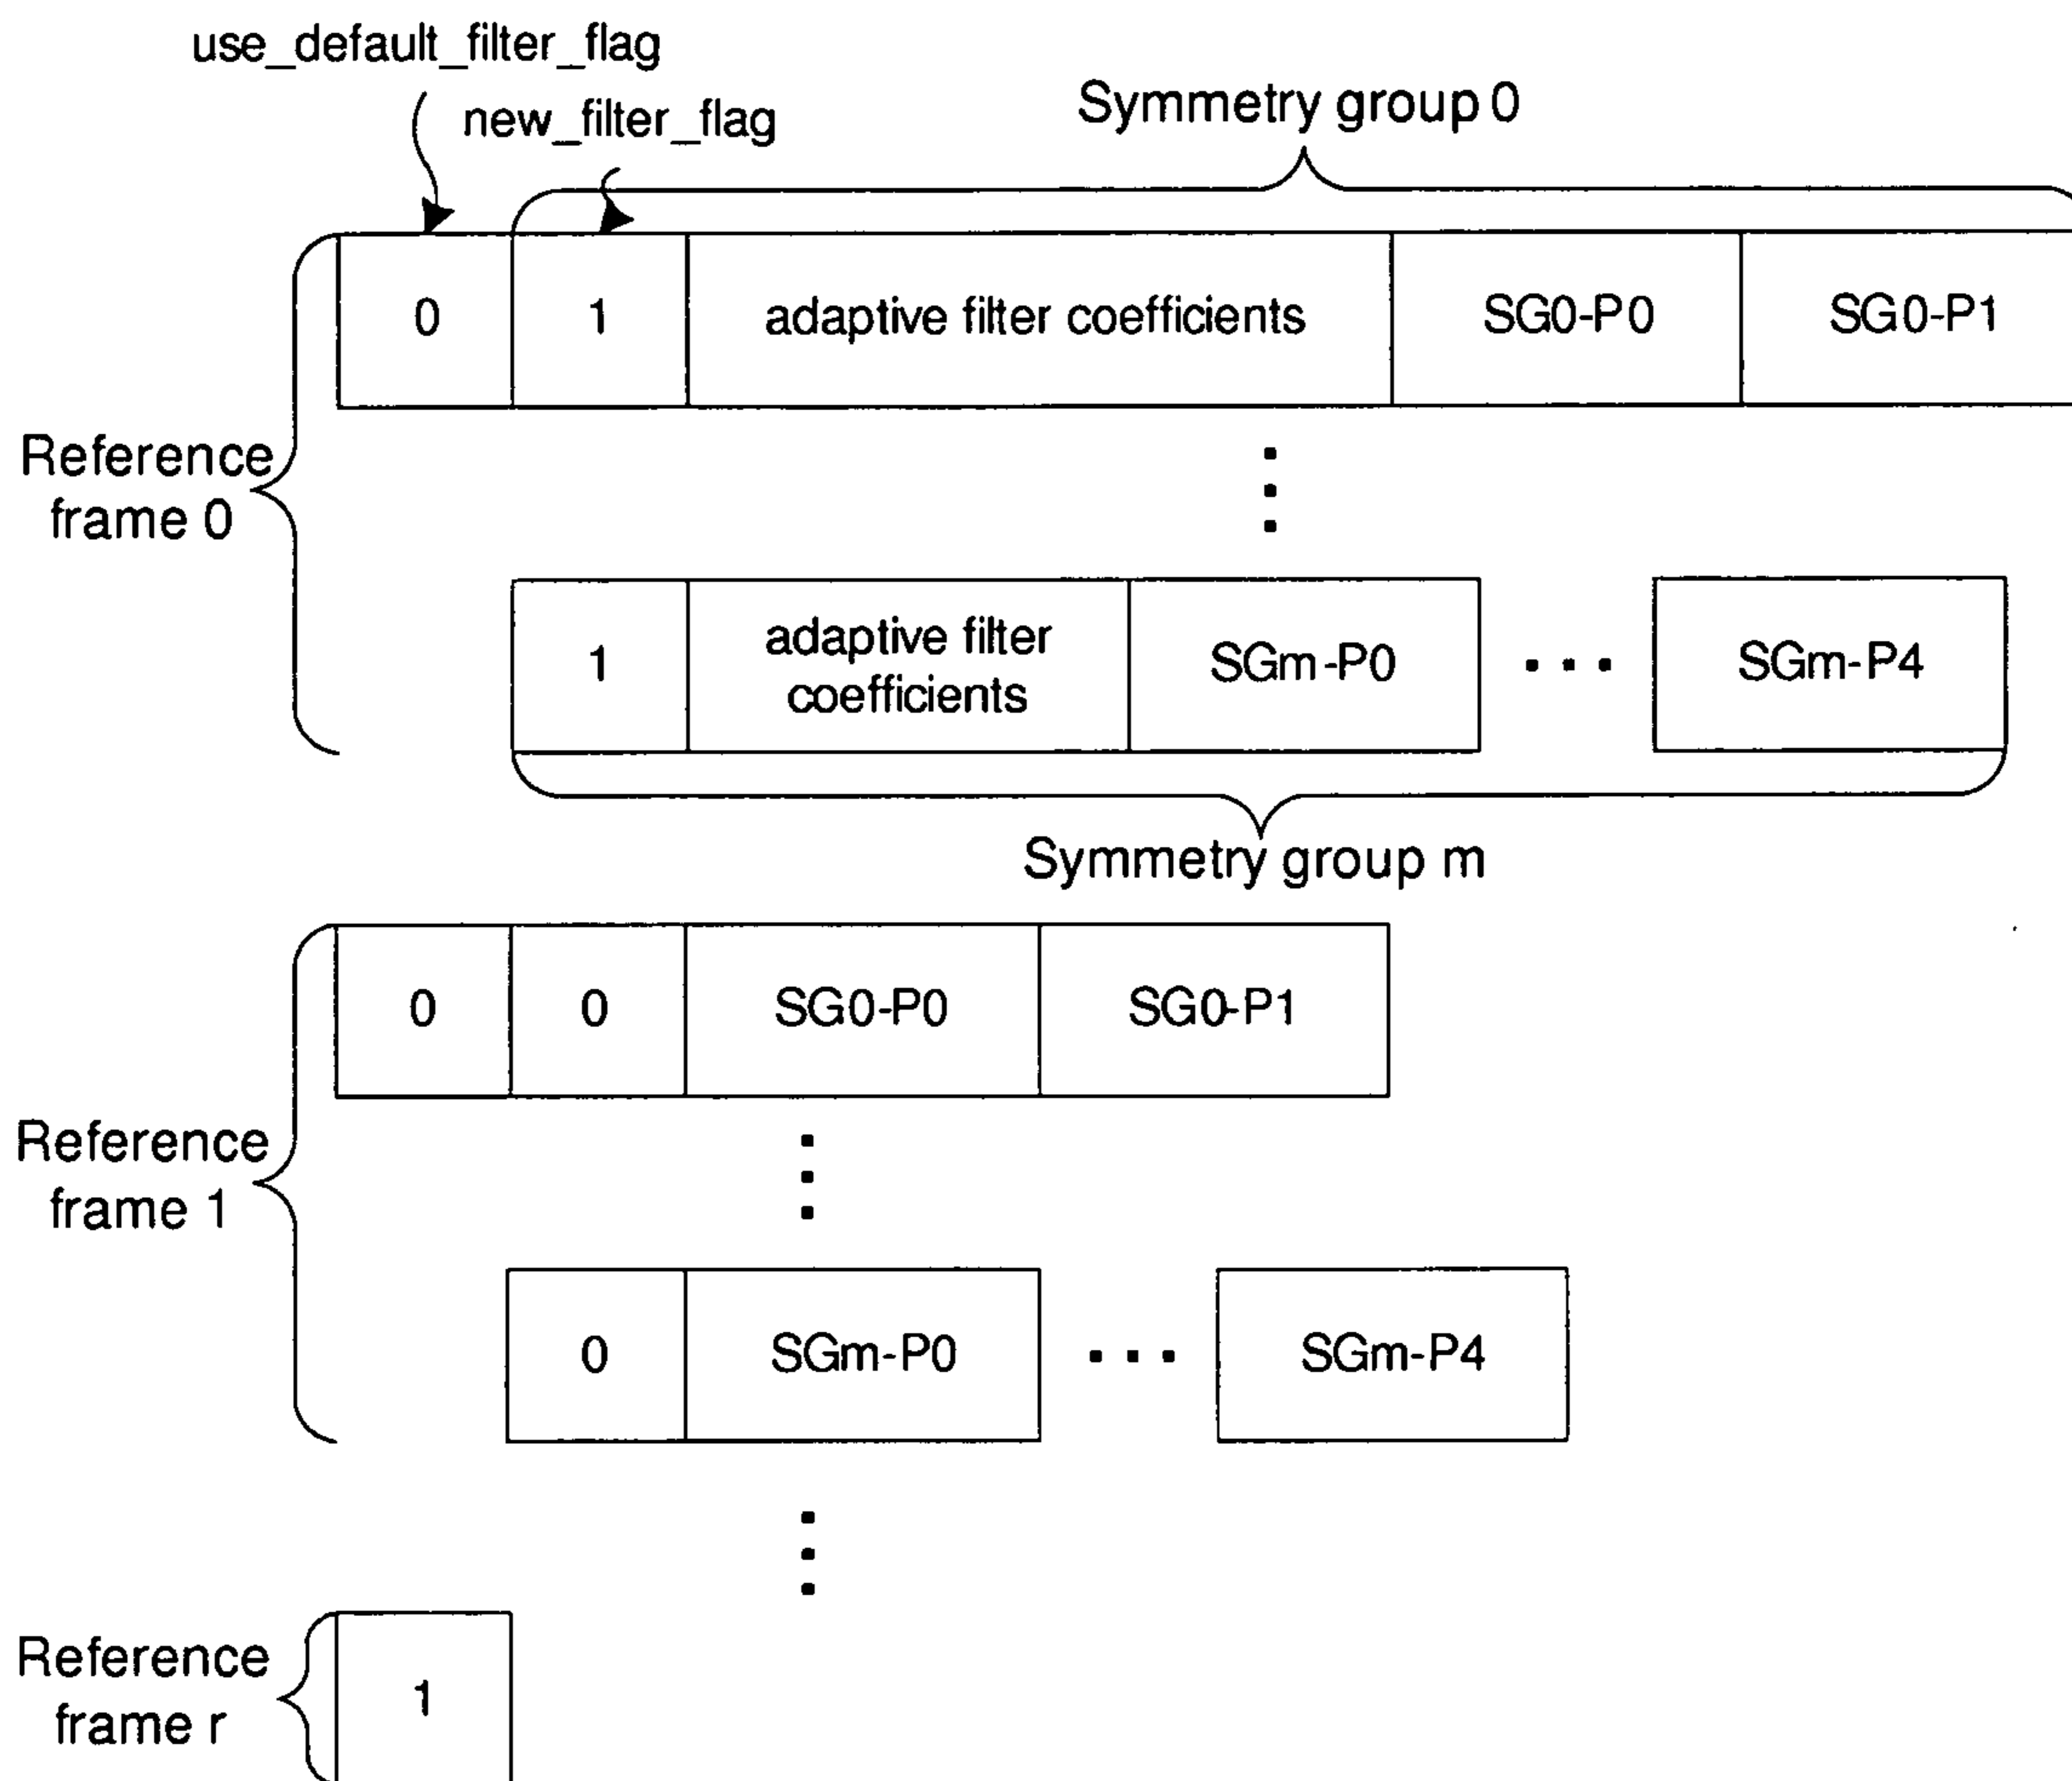 use_default_filter_flag
new_filter_flag
Symmetry group 0
0 1 adaptive filter coefficients SG0-P0 SG0-P1
Reference
frame 0
1 adaptive filter
coefficients SGm-P0 SGm-P4
Symmetry group m
0 0 SG0-P0 SG0-P1
Reference
frame 1
0 SGm-P0 SGm-P4
Reference
frame r
1